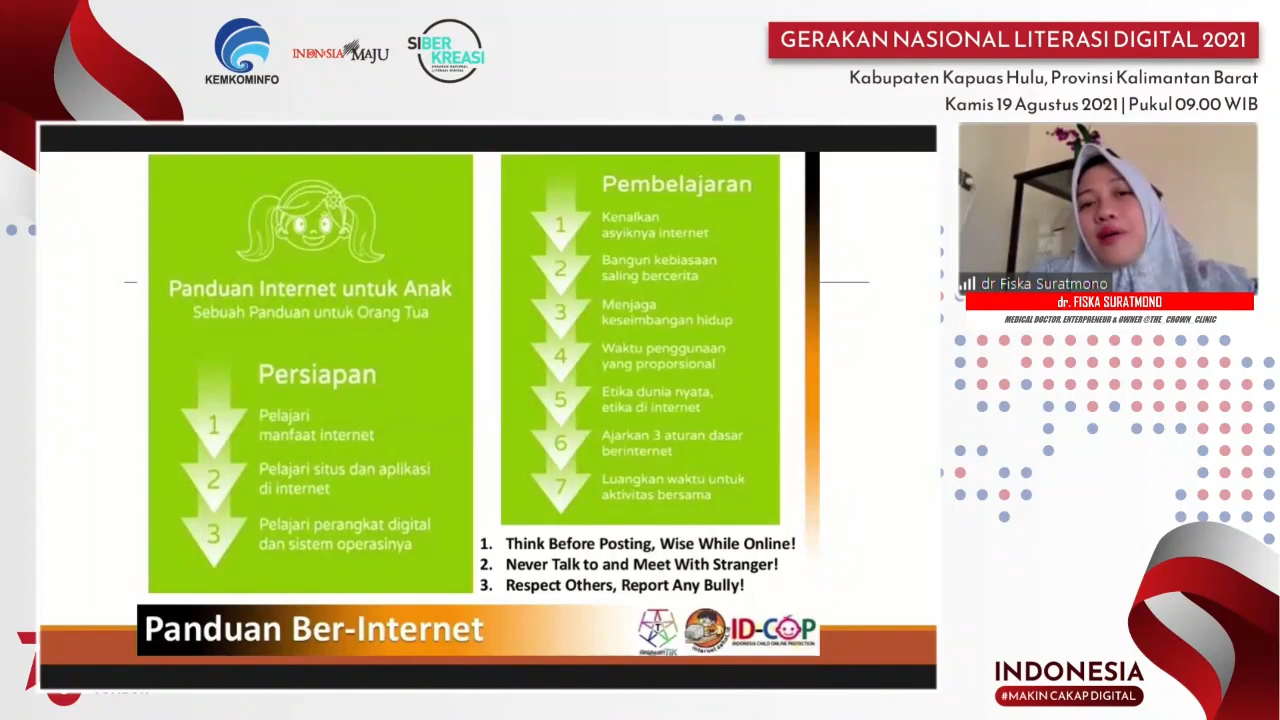 KEMKOMINFO
INDONESIA MAJU
SIBER
KREASI
GERAKAN NASIONAL LITERASI DIGITAL 2021
Kabupaten Kapuas Hulu, Provinsi Kalimantan Barat
Kamis 19 Agustus 2021 | Pukul 09.00 WIB
Panduan Internet untuk Anak
Sebuah Panduan untuk Orang Tua
Persiapan
1 Pelajari
manfaat internet
2 Pelajari situs dan aplikasi
di internet
3 Pelajari perangkat digital
dan sistem operasinya
Pembelajaran
1 Kenalkan
asyiknya internet
2 Bangun kebiasaan
saling bercerita
3 Menjaga
keseimbangan hidup
4 Waktu penggunaan
yang proporsional
5 Etika dunia nyata,
etika di internet
6 Ajarkan 3 aturan dasar
berinternet
7 Luangkan waktu untuk
aktivitas bersama
1. Think Before Posting, Wise While Online!
2. Never Talk to and Meet With Stranger!
3. Respect Others, Report Any Bully!
Panduan Ber-Internet
ID-COP
INDONESIA CHILD ONLINE PROTECTION
dr Fiska Suratmono
dr. FISKA SURATMONO
MEDICAL DOCTOR, ENTERPRENEUR & OWNER @THE_CROWN_CLINIC
INDONESIA
#MAKIN CAKAP DIGITAL